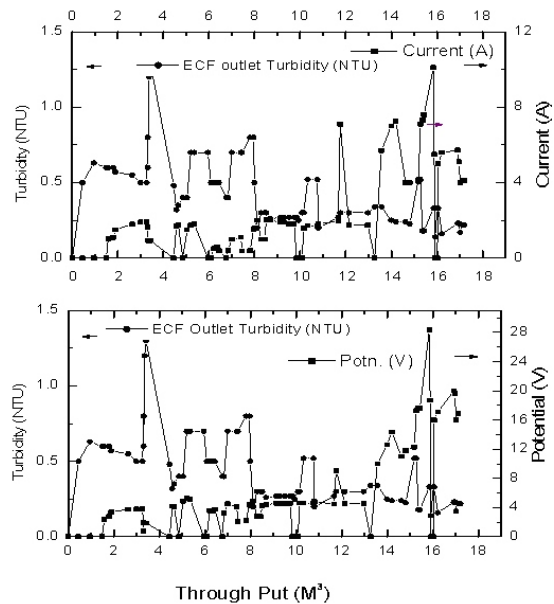 0 2 4 6 8 10 12 14 16 18
1.5 12
Current (A)
ECF outlet Turbidity (NTU)
1.0 8
Turbidity (NTU)
Current (A)
0.5 4
0.0 0
0 2 4 6 8 10 12 14 16 18
1.5
ECF Outlet Turbidity (NTU)
28
Potn. (V)
24
1.0
20
Turbidity (NTU)
Potential (V)
16
12
0.5
8
4
0.0 0
0 2 4 6 8 10 12 14 16 18
Through Put (M³)